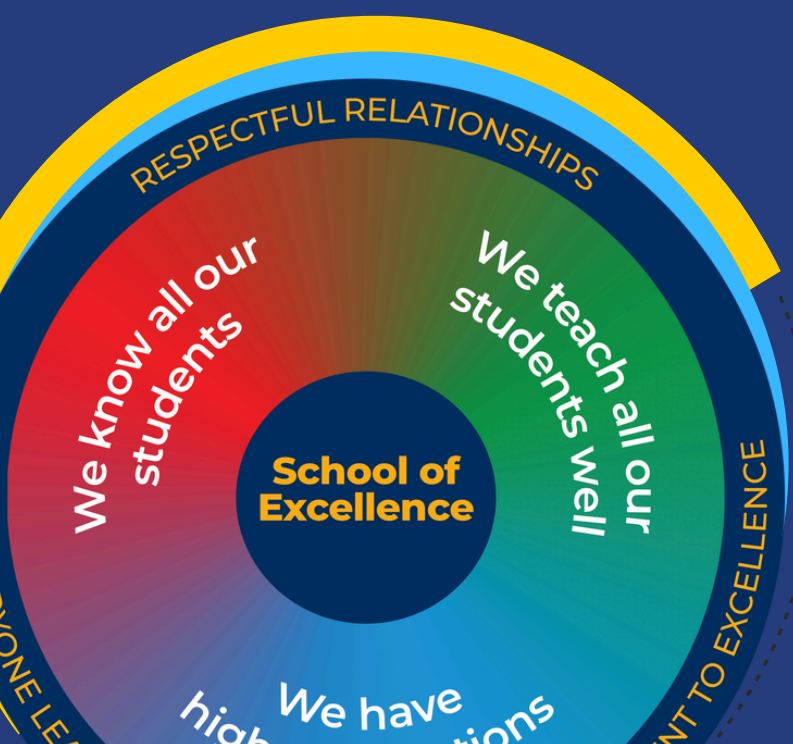 RESPECTFUL RELATIONSHIPS
We know all our
students
We teach all our
students well
School of
Excellence
We have
TO EXCELLENCE